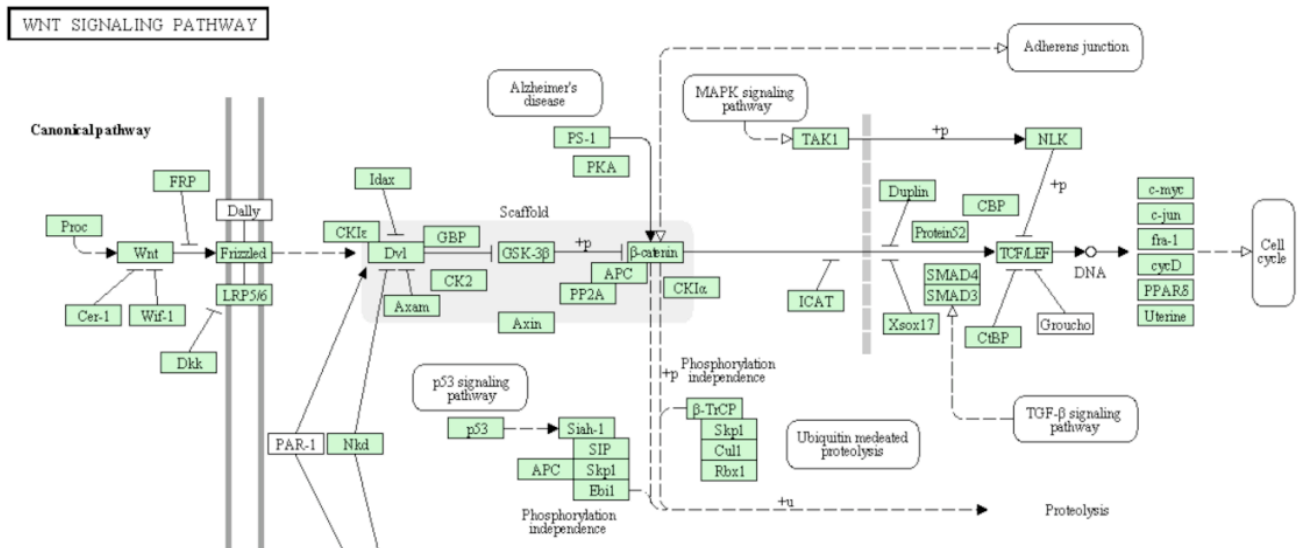 WNT SIGNALING PATHWAY
Adherens junction
Alzheimer's
disease
MAPK signaling
pathway
Canonical pathway
PS-1
TAK1
+p
NLK
PKA
FRP
Idax
+p
Duplin
c-myc
Dally
Scaffold
CBP
c-jun
Proc
CKIε
GBP
Protein52
fra-1
Wnt
Frizzled
Dvl
GSK-3β
+p
β-catenin
TCF/LEF
DNA
Cell
cycle
cycD
APC
SMAD4
CK2
PP2A
CKIα
SMAD3
PPARδ
LRP5/6
Axam
ICAT
Cer-1
Wif-1
Axin
Xsox17
Groucho
Uterine
CtBP
Dkk
Phosphorylation
independence
+p
p53 signaling
pathway
β-TrCP
TGF-β signaling
pathway
p53
Siah-1
Skp1
PAR-1
Nkd
SIP
Cul1
Ubiquitin medeated
proteolysis
APC
Skp1
Rbx1
Ebi1
+u
Proteolysis
Phosphorylation
independence